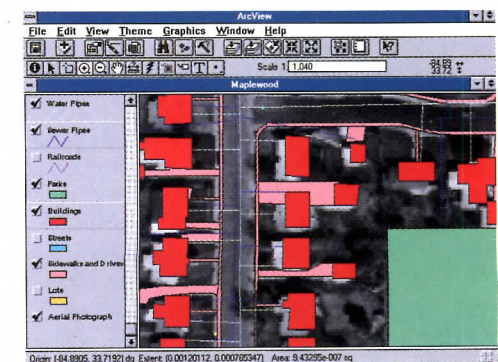 ArcView
File Edit View Theme Graphics Window Help
Scale 1: 1,040
-84.89
33.72
Maplewood
Water Pipes
Sewer Pipes
Railroads
Parks
Buildings
Streets
Sidewalks and Drives
Lots
Aerial Photograph
Origin: (-84.8905, 33.7192) dg Extent: (0.00120112, 0.000785347) Area: 9.43295e-007 sq